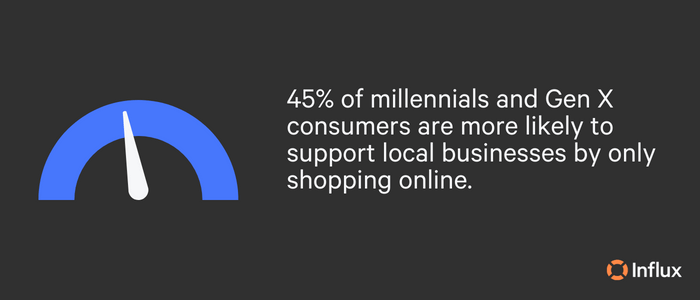 45% of millennials and Gen X
consumers are more likely to
support local businesses by only
shopping online.
Influx